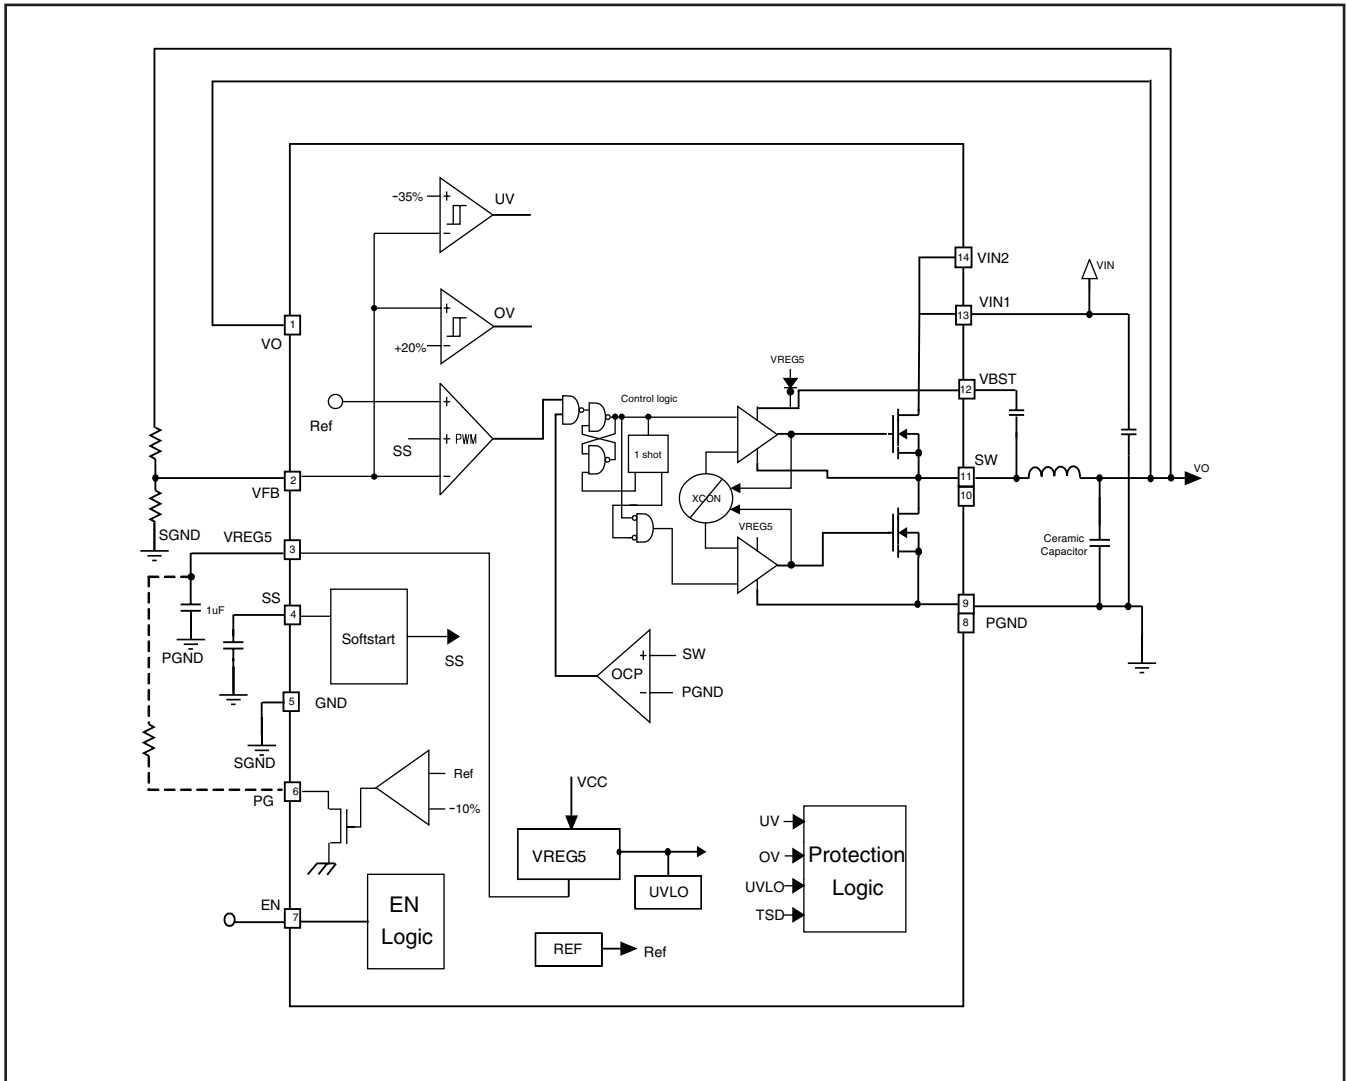 -35%
+
-
UV
+
-
+20%
OV
14
VIN2
VIN
VIN1
13
1
VO
VREG5
VBST
12
Ref
+
+
-
SS
PWM
Control logic
1 shot
XCON
SW
11
10
VO
VFB
2
SGND
VREG5
3
VREG5
Ceramic
Capacitor
1uF
PGND
SS
4
Softstart
SS
9
8
PGND
OCP
+
-
SW
PGND
5
GND
SGND
6
PG
Ref
-10%
VCC
VREG5
UVLO
UV
OV
UVLO
TSD
Protection
Logic
EN
7
EN
Logic
REF
Ref